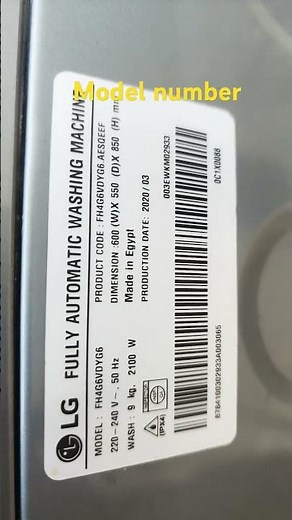 Model number
LG FULLY AUTOMATIC WASHING MACHINE
MODEL : FH4G6VDYG6
PRODUCT CODE : FH4G6VDYG6.AESQEEF
220 - 240 V ~ , 50 Hz
DIMENSION :600 (W)X 550 (D)X 850 (H) mm
WASH : 9 kg, 2100 W
Made in Egypt
PRODUCTION DATE: 2020 / 03
(IPX4)
003EWKM02933
0C1X0088